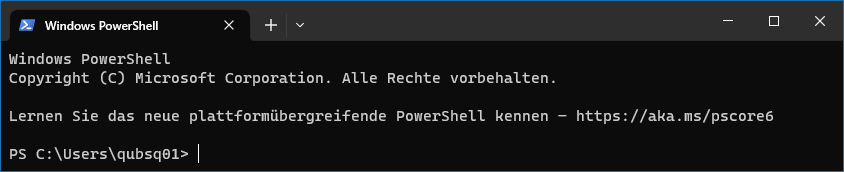 Windows PowerShell
Windows PowerShell
Copyright (C) Microsoft Corporation. Alle Rechte vorbehalten.
Lernen Sie das neue plattformübergreifende PowerShell kennen – https://aka.ms/pscore6
PS C:\Users\qubsq01>